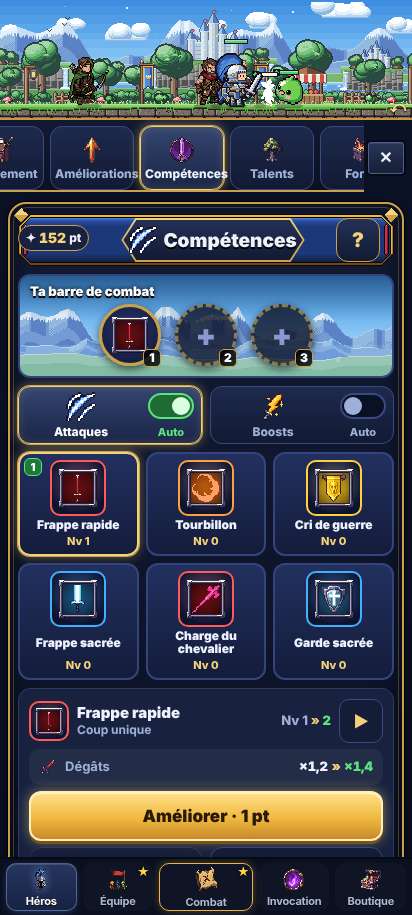 ement
Améliorations
Compétences
Talents
For
×
152 pt
Compétences
?
Ta barre de combat
1
+ 2
+ 3
Attaques
Auto
Boosts
Auto
1
Frappe rapide
Nv 1
Tourbillon
Nv 0
Cri de guerre
Nv 0
Frappe sacrée
Nv 0
Charge du
chevalier
Nv 0
Garde sacrée
Nv 0
Frappe rapide
Coup unique
Nv 1 » 2
Dégâts
×1,2 » ×1,4
Améliorer · 1 pt
Héros
Équipe
Combat
Invocation
Boutique